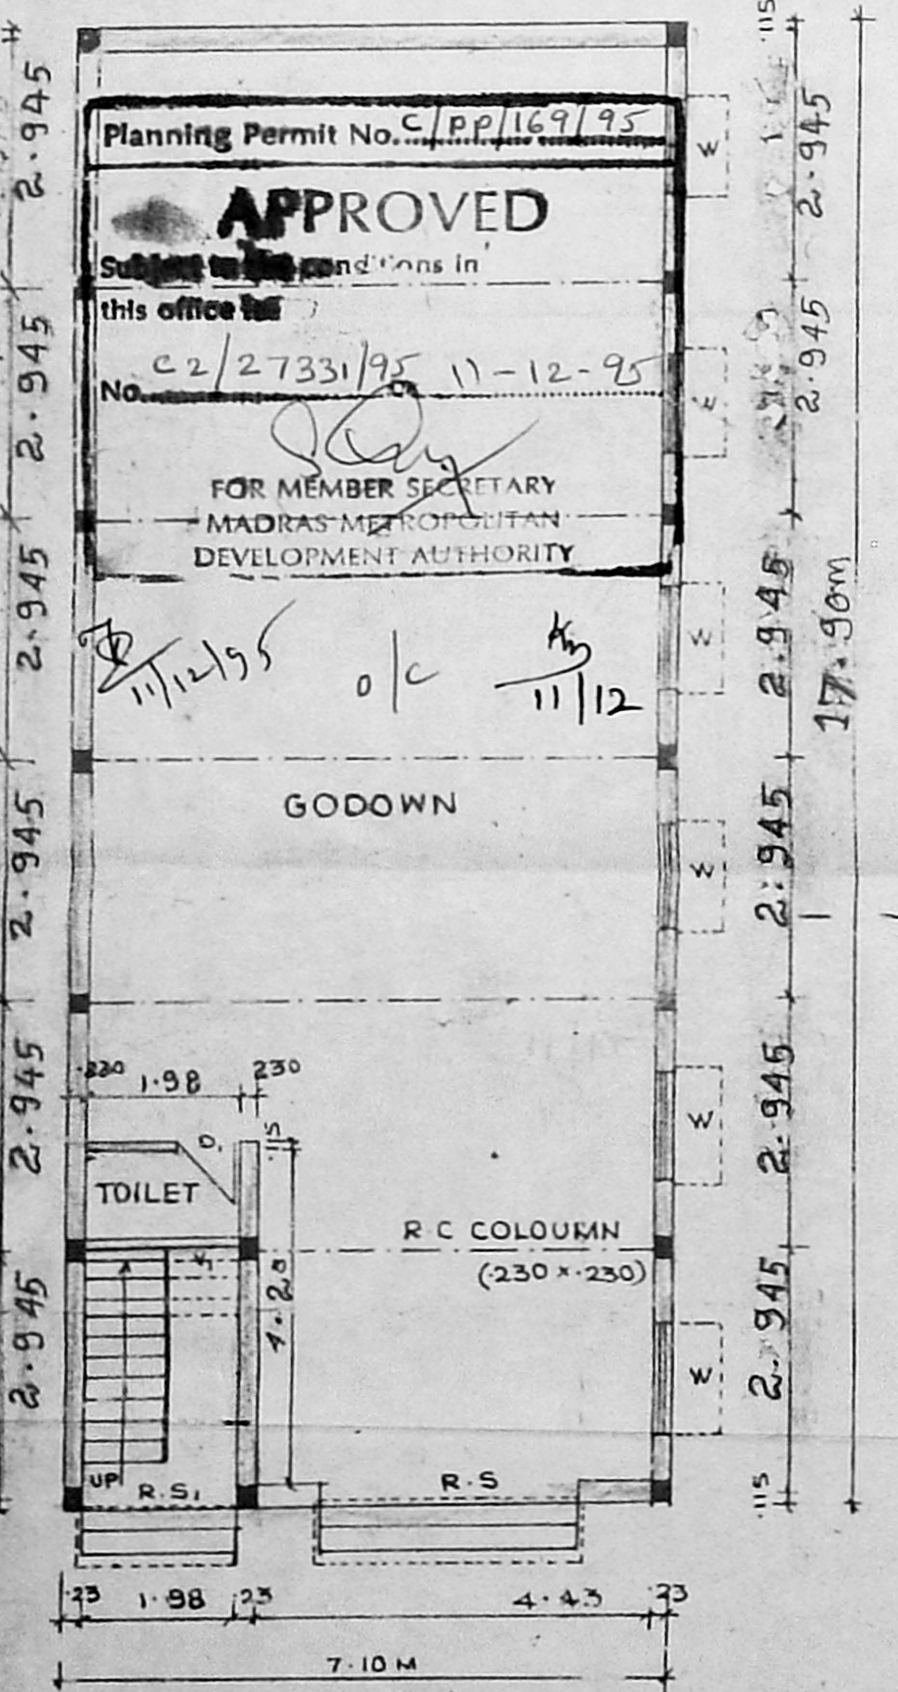 .115
2.945
2.945
Planning Permit No. C/PP/169/95
W
APPROVED
Subject to the conditions in
this office
2.945
2.945
No. C2/27331/95 11-12-95
W
FOR MEMBER SECRETARY
MADRAS METROPOLITAN
DEVELOPMENT AUTHORITY
2.945
2.945
17.90m
11/12/95
o/c
11/12
W
GODOWN
2.945
2.945
W
.230
1.98
230
2.945
2.945
D,
.115
W
TOILET
R.C COLOUMN
(.230 x .230)
4.20
2.945
2.945
W
UP
R.S,
R.S
.115
.23
1.98
.23
4.43
.23
7.10 M